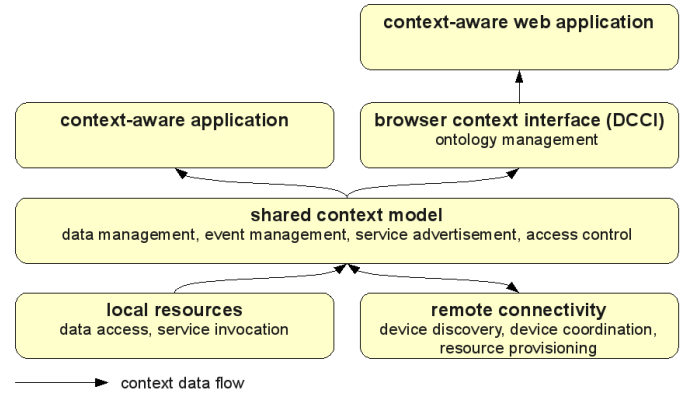 context-aware web application
context-aware application
browser context interface (DCCI)
ontology management
shared context model
data management, event management, service advertisement, access control
local resources
data access, service invocation
remote connectivity
device discovery, device coordination,
resource provisioning
context data flow